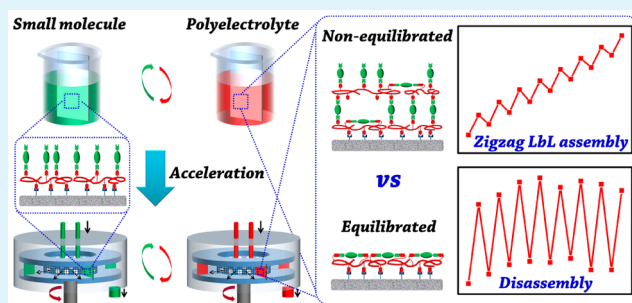 Small molecule
Polyelectrolyte
Acceleration
Non-equilibrated
vs
Equilibrated
Zigzag LbL assembly
Disassembly